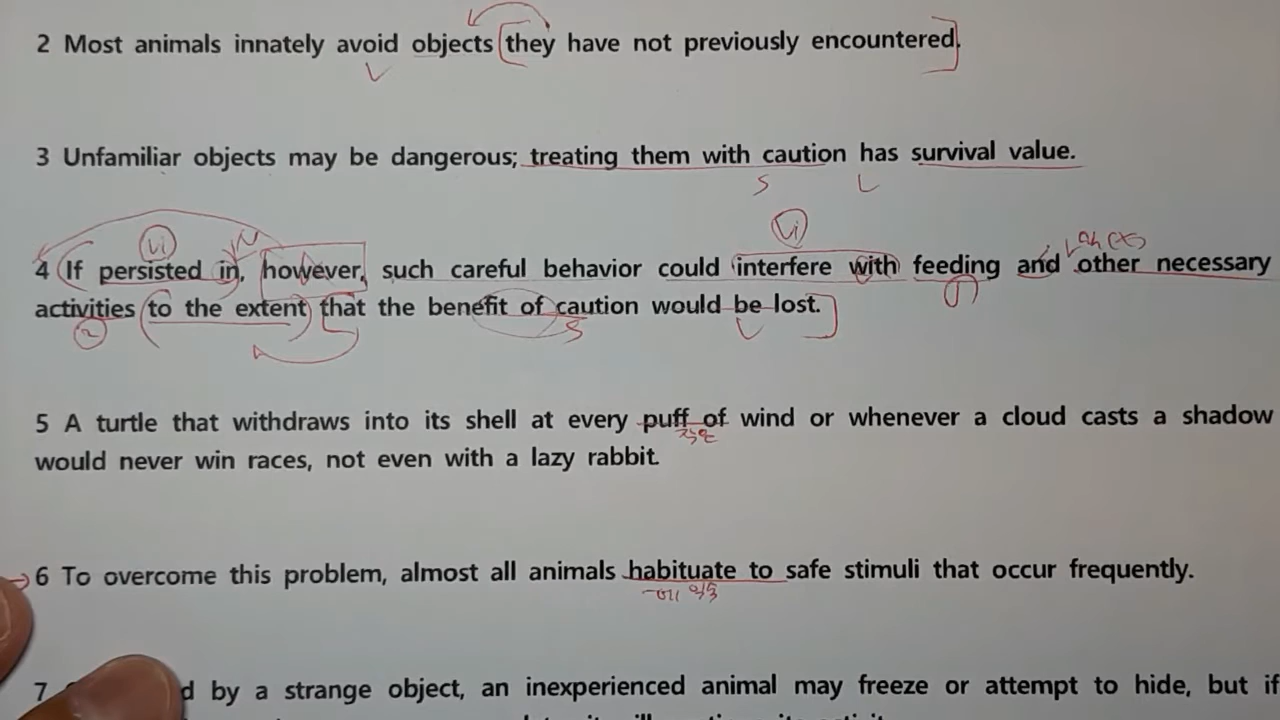 2 Most animals innately avoid objects they have not previously encountered.
3 Unfamiliar objects may be dangerous; treating them with caution has survival value.
4 If persisted in, however, such careful behavior could interfere with feeding and other necessary
activities to the extent that the benefit of caution would be lost.
5 A turtle that withdraws into its shell at every puff of wind or whenever a cloud casts a shadow
would never win races, not even with a lazy rabbit.
6 To overcome this problem, almost all animals habituate to safe stimuli that occur frequently.
7 by a strange object, an inexperienced animal may freeze or attempt to hide, but if